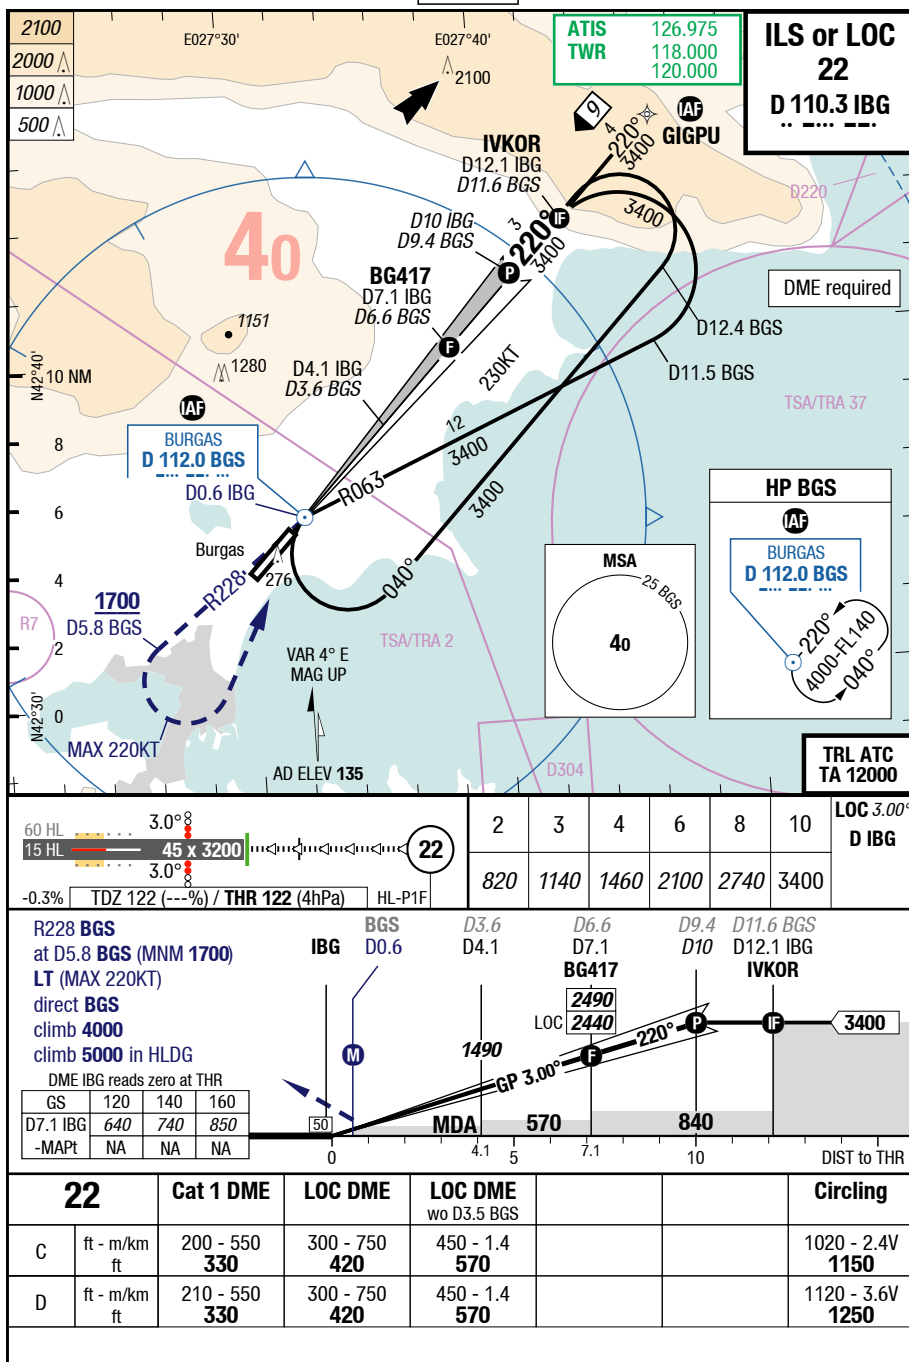 2100
2000
1000
500
E027°30'
E027°40'
2100
ATIS 126.975
TWR 118.000
120.000
ILS or LOC
22
D 110.3 IBG
9
4
220°
3400
IAF
GIGPU
IVKOR
D12.1 IBG
D11.6 BGS
IF
3400
D220
D10 IBG
D9.4 BGS
3
220°
3400
P
40
BG417
D7.1 IBG
D6.6 BGS
F
DME required
D12.4 BGS
D11.5 BGS
1151
1280
D4.1 IBG
D3.6 BGS
230KT
N42°40'
10 NM
8
6
4
2
0
N42°30'
TSA/TRA 37
IAF
BURGAS
D 112.0 BGS
D0.6 IBG
12
3400
R063
3400
040°
HP BGS
IAF
BURGAS
D 112.0 BGS
220°
4000-FL140
040°
Burgas
276
R228
1700
D5.8 BGS
R7
MAX 220KT
TSA/TRA 2
MSA
25 BGS
40
VAR 4° E
MAG UP
AD ELEV 135
D304
TRL ATC
TA 12000
60 HL
15 HL
3.0°
45 x 3200
3.0°
22
-0.3%
TDZ 122 (---%) / THR 122 (4hPa)
HL-P1F
2 3 4 6 8 10
LOC 3.00°
D IBG
820 1140 1460 2100 2740 3400
R228 BGS
at D5.8 BGS (MNM 1700)
LT (MAX 220KT)
direct BGS
climb 4000
climb 5000 in HLDG
BGS D3.6 D6.6 D9.4 D11.6 BGS
IBG D0.6 D4.1 D7.1 D10 D12.1 IBG
BG417 IVKOR
2490
LOC 2440
220°
P
IF
3400
M
1490
F
GP 3.00°
50
MDA 570 840
0 4.1 5 7.1 10 DIST to THR
DME IBG reads zero at THR
GS 120 140 160
D7.1 IBG 640 740 850
-MAPt NA NA NA
22 Cat 1 DME LOC DME LOC DME Circling
wo D3.5 BGS
C ft - m/km 200 - 550 300 - 750 450 - 1.4 1020 - 2.4V
ft 330 420 570 1150
D ft - m/km 210 - 550 300 - 750 450 - 1.4 1120 - 3.6V
ft 330 420 570 1250